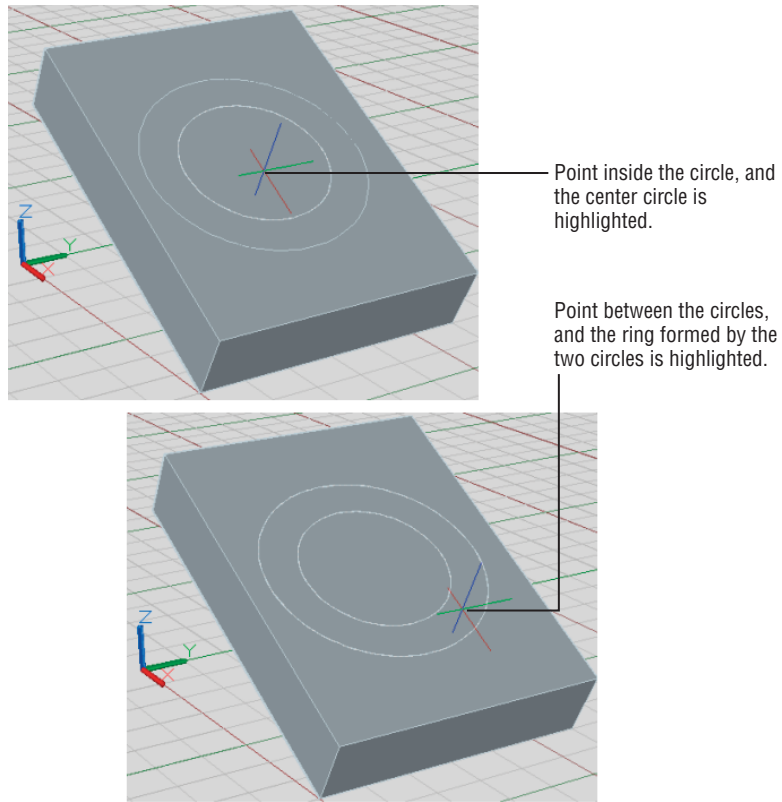 Point inside the circle, and
the center circle is
highlighted.
Z
Y
X
Point between the circles,
and the ring formed by the
two circles is highlighted.
Z
Y
X